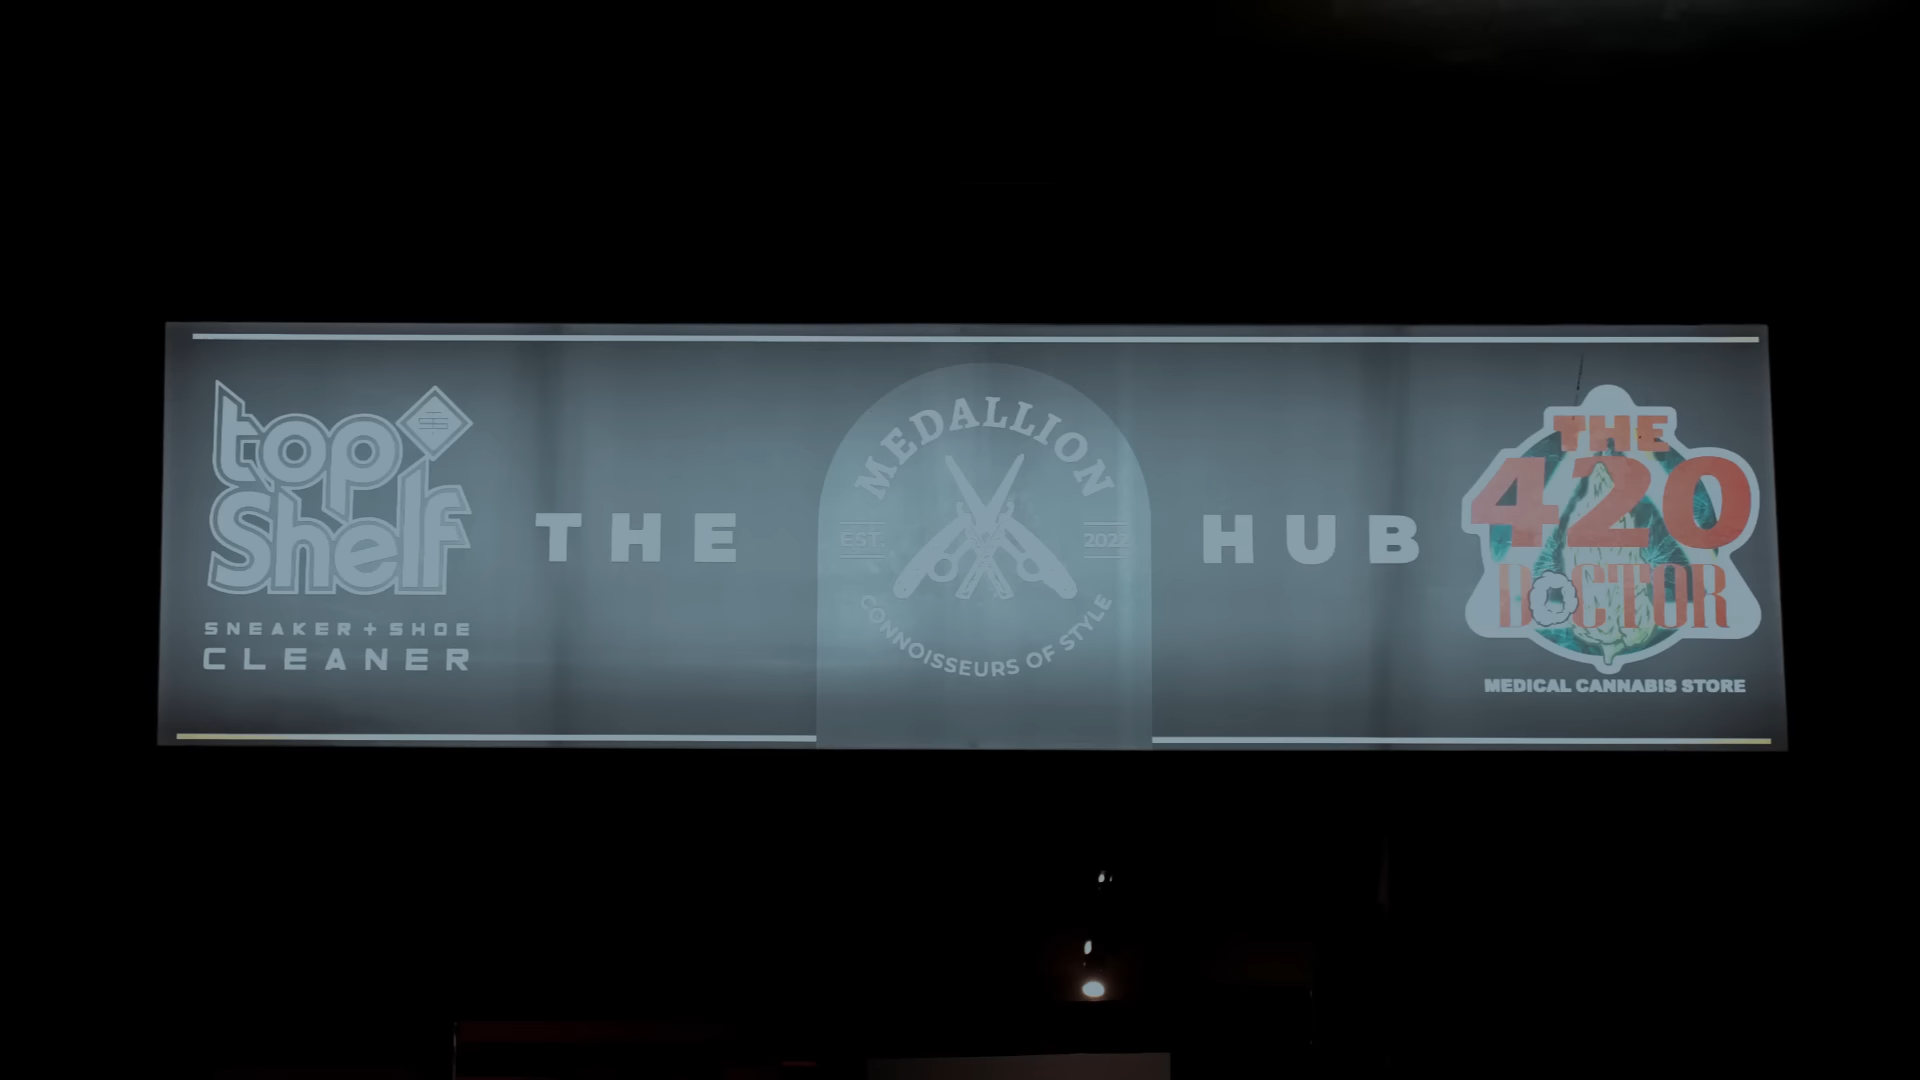 top
Shelf
SNEAKER + SHOE
CLEANER
THE
MEDALLION
EST.
2022
CONNOISSEURS OF STYLE
HUB
THE
420
DOCTOR
MEDICAL CANNABIS STORE